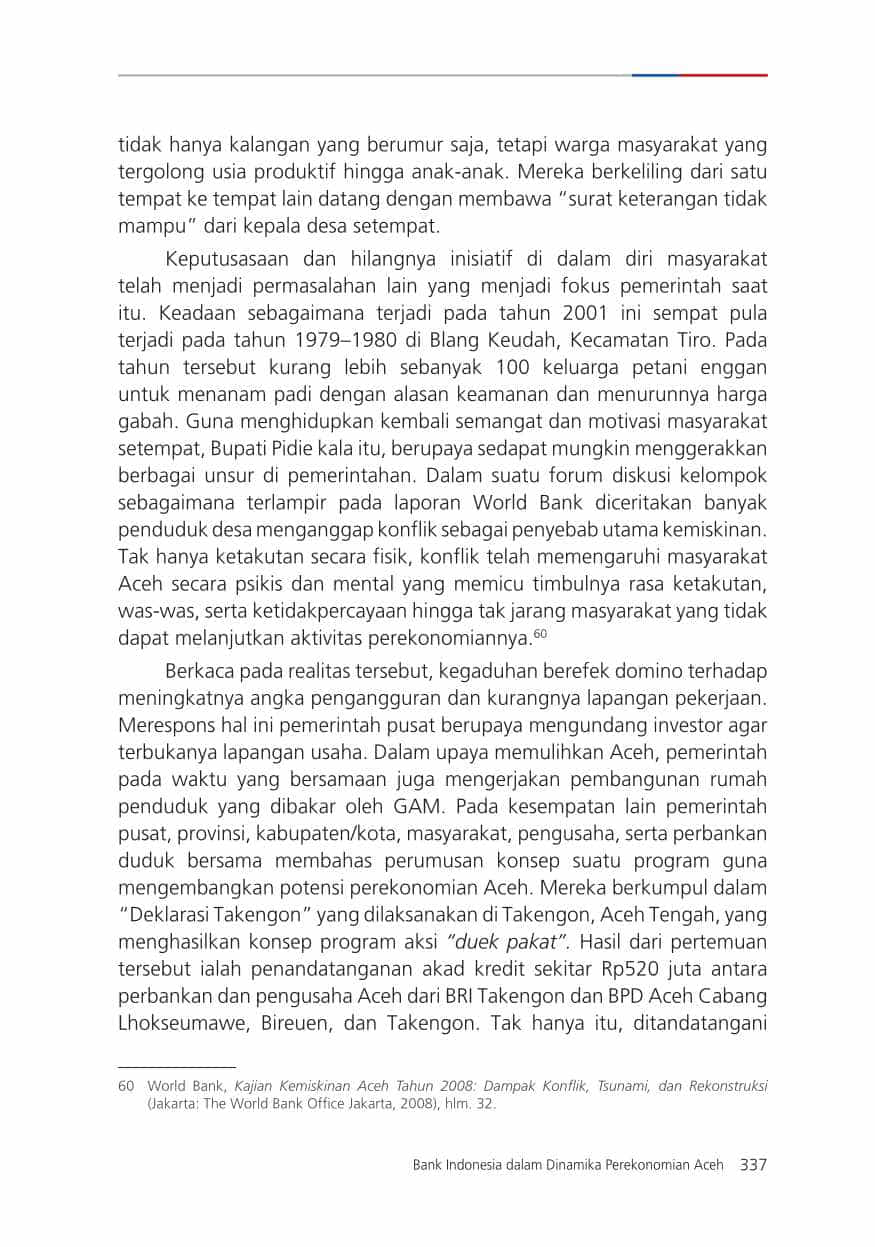 tidak hanya kalangan yang berumur saja, tetapi warga masyarakat yang
tergolong usia produktif hingga anak-anak. Mereka berkeliling dari satu
tempat ke tempat lain datang dengan membawa “surat keterangan tidak
mampu” dari kepala desa setempat.
Keputusasaan dan hilangnya inisiatif di dalam diri masyarakat
telah menjadi permasalahan lain yang menjadi fokus pemerintah saat
itu. Keadaan sebagaimana terjadi pada tahun 2001 ini sempat pula
terjadi pada tahun 1979–1980 di Blang Keudah, Kecamatan Tiro. Pada
tahun tersebut kurang lebih sebanyak 100 keluarga petani enggan
untuk menanam padi dengan alasan keamanan dan menurunnya harga
gabah. Guna menghidupkan kembali semangat dan motivasi masyarakat
setempat, Bupati Pidie kala itu, berupaya sedapat mungkin menggerakkan
berbagai unsur di pemerintahan. Dalam suatu forum diskusi kelompok
sebagaimana terlampir pada laporan World Bank diceritakan banyak
penduduk desa menganggap konflik sebagai penyebab utama kemiskinan.
Tak hanya ketakutan secara fisik, konflik telah memengaruhi masyarakat
Aceh secara psikis dan mental yang memicu timbulnya rasa ketakutan,
was-was, serta ketidakpercayaan hingga tak jarang masyarakat yang tidak
dapat melanjutkan aktivitas perekonomiannya.60
Berkaca pada realitas tersebut, kegaduhan berefek domino terhadap
meningkatnya angka pengangguran dan kurangnya lapangan pekerjaan.
Merespons hal ini pemerintah pusat berupaya mengundang investor agar
terbukanya lapangan usaha. Dalam upaya memulihkan Aceh, pemerintah
pada waktu yang bersamaan juga mengerjakan pembangunan rumah
penduduk yang dibakar oleh GAM. Pada kesempatan lain pemerintah
pusat, provinsi, kabupaten/kota, masyarakat, pengusaha, serta perbankan
duduk bersama membahas perumusan konsep suatu program guna
mengembangkan potensi perekonomian Aceh. Mereka berkumpul dalam
“Deklarasi Takengon” yang dilaksanakan di Takengon, Aceh Tengah, yang
menghasilkan konsep program aksi “duek pakat”. Hasil dari pertemuan
tersebut ialah penandatanganan akad kredit sekitar Rp520 juta antara
perbankan dan pengusaha Aceh dari BRI Takengon dan BPD Aceh Cabang
Lhokseumawe, Bireuen, dan Takengon. Tak hanya itu, ditandatangani
60 World Bank, Kajian Kemiskinan Aceh Tahun 2008: Dampak Konflik, Tsunami, dan Rekonstruksi
(Jakarta: The World Bank Office Jakarta, 2008), hlm. 32.
Bank Indonesia dalam Dinamika Perekonomian Aceh 337